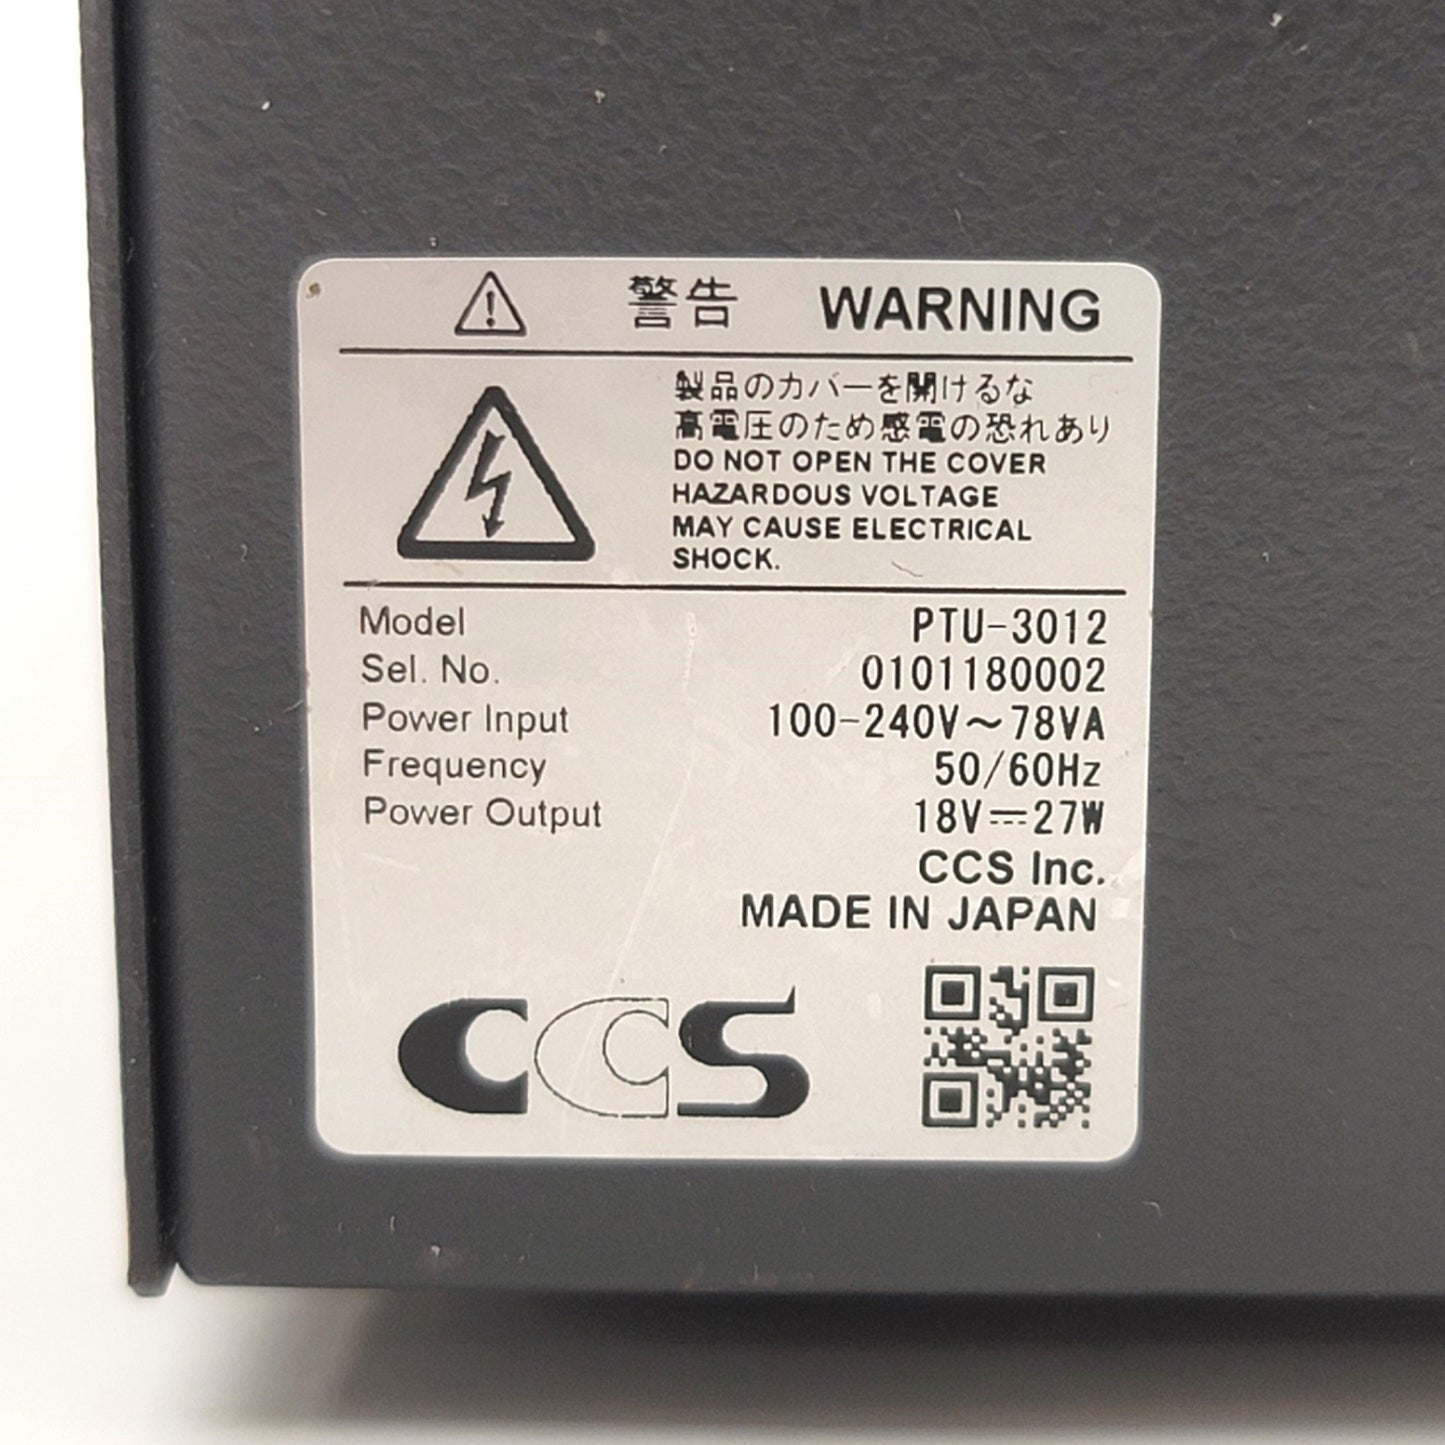 警告 WARNING
製品のカバーを開けるな
高電圧のため感電の恐れあり
DO NOT OPEN THE COVER
HAZARDOUS VOLTAGE
MAY CAUSE ELECTRICAL
SHOCK.
Model PTU-3012
Sel. No. 0101180002
Power Input 100-240V～78VA
Frequency 50/60Hz
Power Output 18V⎓27W
CCS Inc.
MADE IN JAPAN
CCS